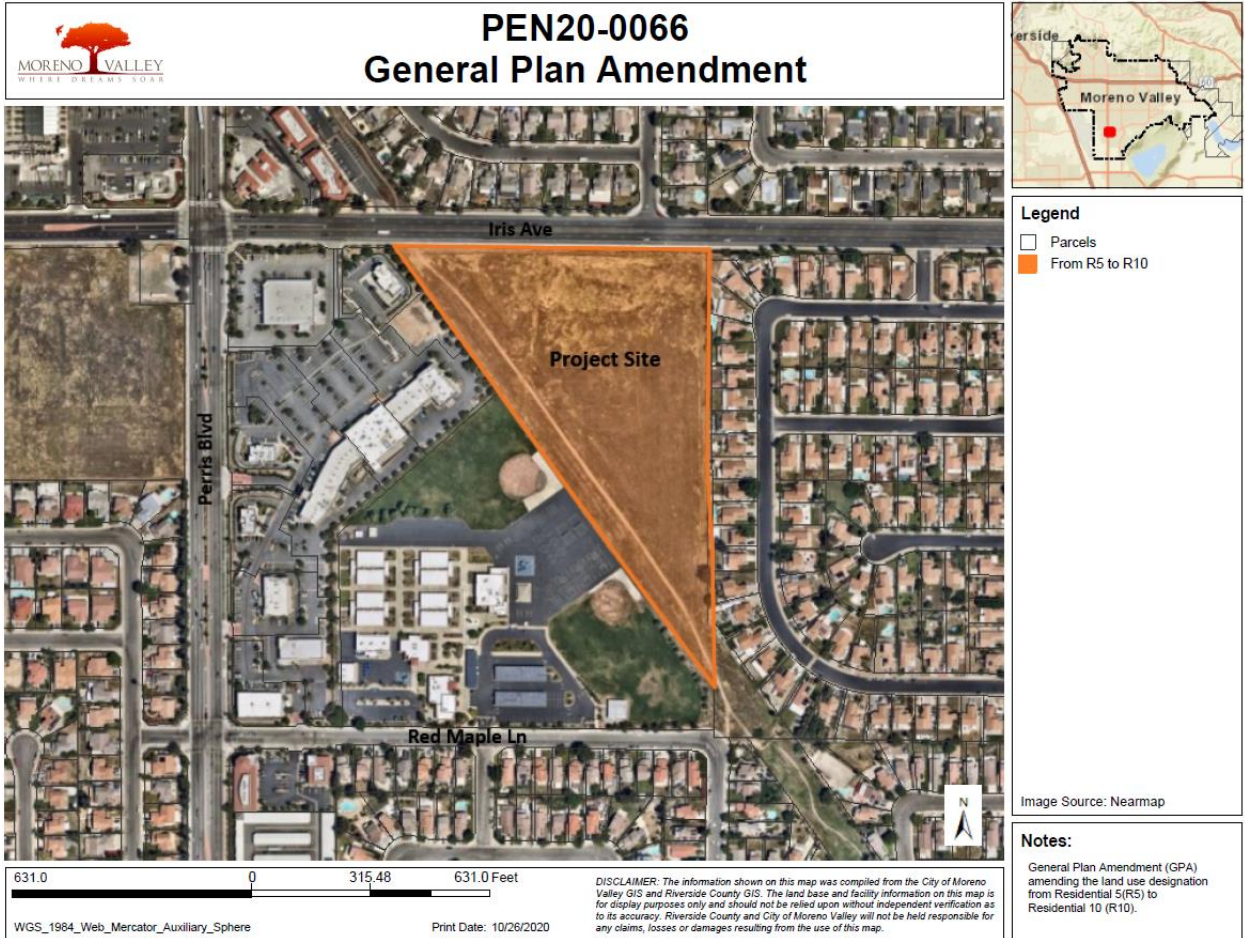 MORENO VALLEY
WHERE DREAMS SOAR
PEN20-0066
General Plan Amendment
erside
60
Moreno Valley
Iris Ave
Project Site
Perris Blvd
Red Maple Ln
N
Legend
Parcels
From R5 to R10
Image Source: Nearmap
Notes:
General Plan Amendment (GPA)
amending the land use designation
from Residential 5(R5) to
Residential 10 (R10).
631.0 0 315.48 631.0 Feet
WGS_1984_Web_Mercator_Auxiliary_Sphere
Print Date: 10/26/2020
DISCLAIMER: The information shown on this map was compiled from the City of Moreno
Valley GIS and Riverside County GIS. The land base and facility information on this map is
for display purposes only and should not be relied upon without independent verification as
to its accuracy. Riverside County and City of Moreno Valley will not be held responsible for
any claims, losses or damages resulting from the use of this map.